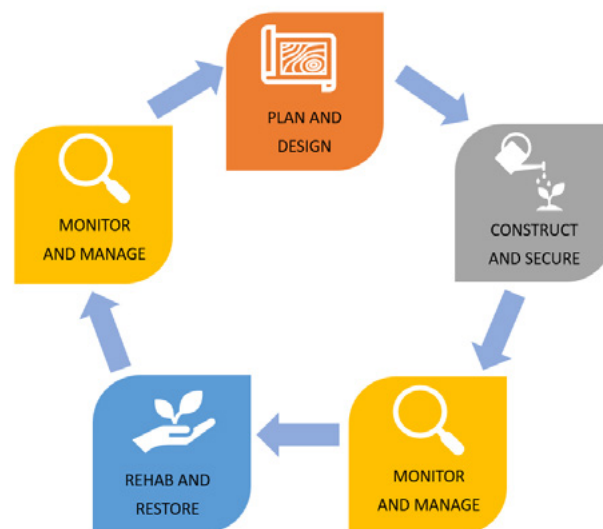 PLAN AND
DESIGN
CONSTRUCT
AND SECURE
MONITOR
AND MANAGE
REHAB AND
RESTORE
MONITOR
AND MANAGE